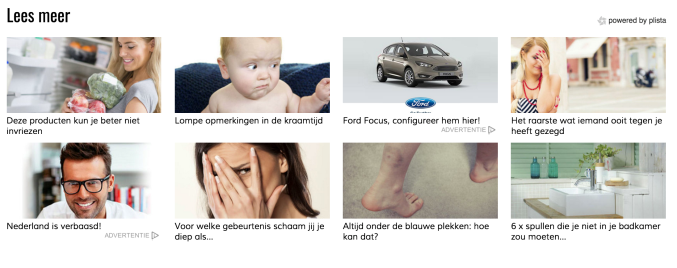 Lees meer
powered by plista
Deze producten kun je beter niet
invriezen
Lompe opmerkingen in de kraamtijd
Ford
Ford Focus, configureer hem hier!
ADVERTENTIE
Het raarste wat iemand ooit tegen je
heeft gezegd
Nederland is verbaasd!
ADVERTENTIE
Voor welke gebeurtenis schaam jij je
diep als...
Altijd onder de blauwe plekken: hoe
kan dat?
6 x spullen die je niet in je badkamer
zou moeten...